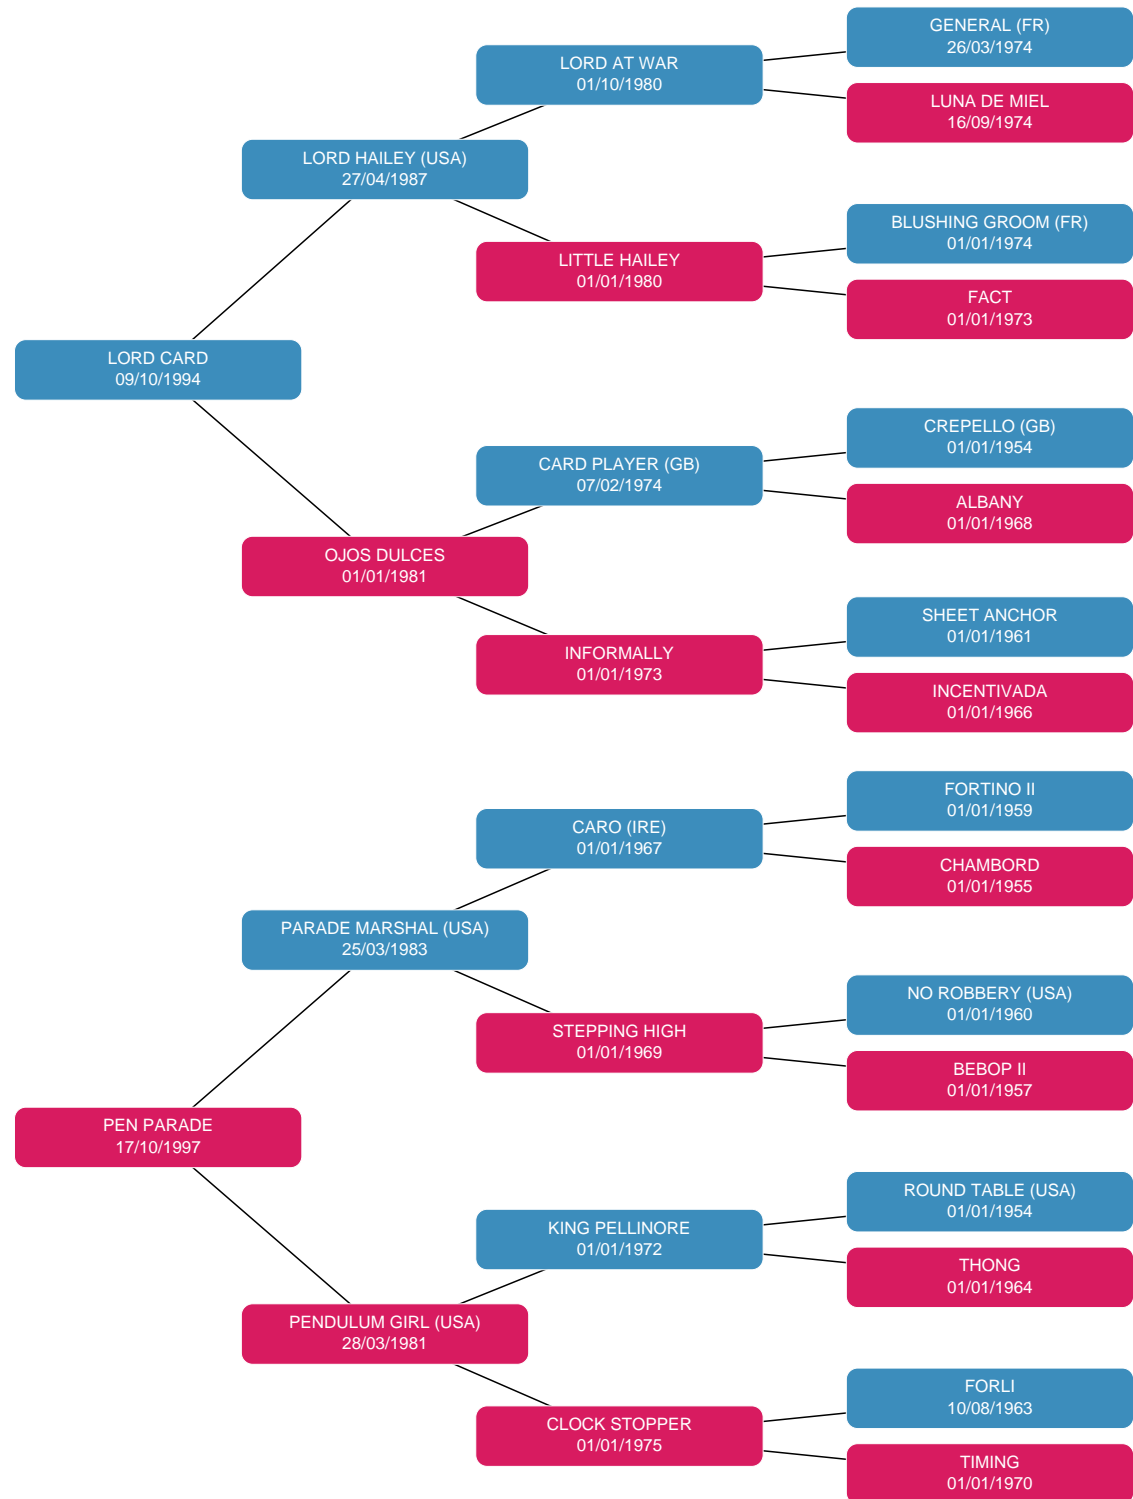 GENERAL (FR)
26/03/1974
LORD AT WAR
01/10/1980
LUNA DE MIEL
16/09/1974
LORD HAILEY (USA)
27/04/1987
BLUSHING GROOM (FR)
01/01/1974
LITTLE HAILEY
01/01/1980
FACT
01/01/1973
LORD CARD
09/10/1994
CREPELLO (GB)
01/01/1954
CARD PLAYER (GB)
07/02/1974
ALBANY
01/01/1968
OJOS DULCES
01/01/1981
SHEET ANCHOR
01/01/1961
INFORMALLY
01/01/1973
INCENTIVADA
01/01/1966
FORTINO II
01/01/1959
CARO (IRE)
01/01/1967
CHAMBORD
01/01/1955
PARADE MARSHAL (USA)
25/03/1983
NO ROBBERY (USA)
01/01/1960
STEPPING HIGH
01/01/1969
BEBOP II
01/01/1957
PEN PARADE
17/10/1997
ROUND TABLE (USA)
01/01/1954
KING PELLINORE
01/01/1972
THONG
01/01/1964
PENDULUM GIRL (USA)
28/03/1981
FORLI
10/08/1963
CLOCK STOPPER
01/01/1975
TIMING
01/01/1970